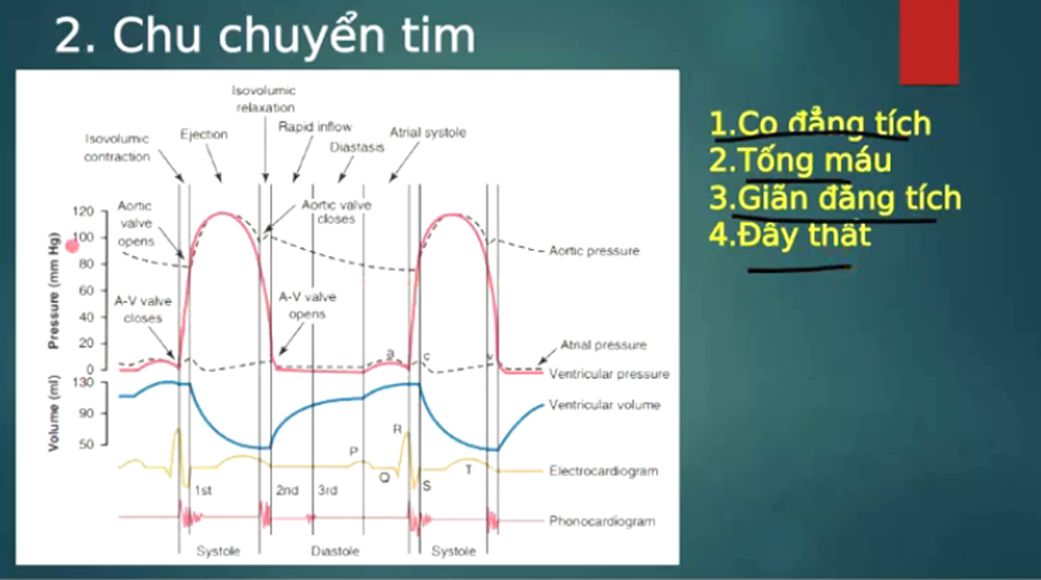 2. Chu chuyển tim
Isovolumic
relaxation
Isovolumic
contraction
Ejection
Rapid inflow
Diastasis
Atrial systole
Aortic
valve
opens
Aortic valve
closes
Aortic pressure
A-V valve
closes
A-V valve
opens
Atrial pressure
Ventricular pressure
Ventricular volume
Electrocardiogram
Phonocardiogram
Pressure (mm Hg)
120
100
80
60
40
20
0
Volume (ml)
130
90
50
a
c
v
R
P
Q
S
T
1st
2nd
3rd
Systole
Diastole
Systole
1.Co đẳng tích
2.Tống máu
3.Giãn đẳng tích
4.Đầy thất